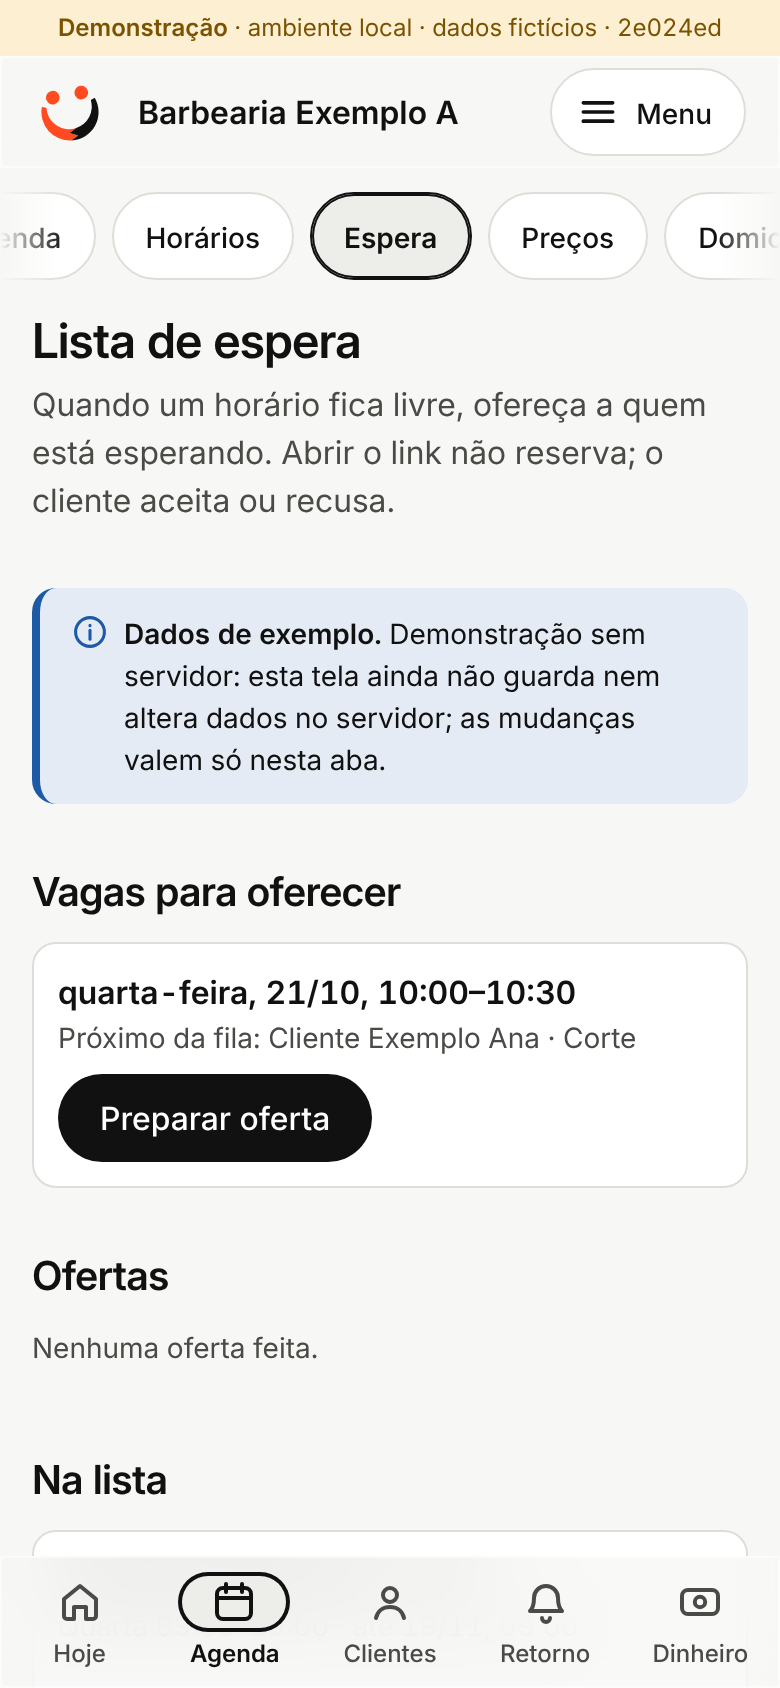 Demonstração · ambiente local · dados fictícios · 2e024ed
Barbearia Exemplo A
Menu
enda
Horários
Espera
Preços
Domic
Lista de espera
Quando um horário fica livre, ofereça a quem
está esperando. Abrir o link não reserva; o
cliente aceita ou recusa.
Dados de exemplo. Demonstração sem
servidor: esta tela ainda não guarda nem
altera dados no servidor; as mudanças
valem só nesta aba.
Vagas para oferecer
quarta-feira, 21/10, 10:00–10:30
Próximo da fila: Cliente Exemplo Ana · Corte
Preparar oferta
Ofertas
Nenhuma oferta feita.
Na lista
Hoje
Agenda
Clientes
Retorno
Dinheiro